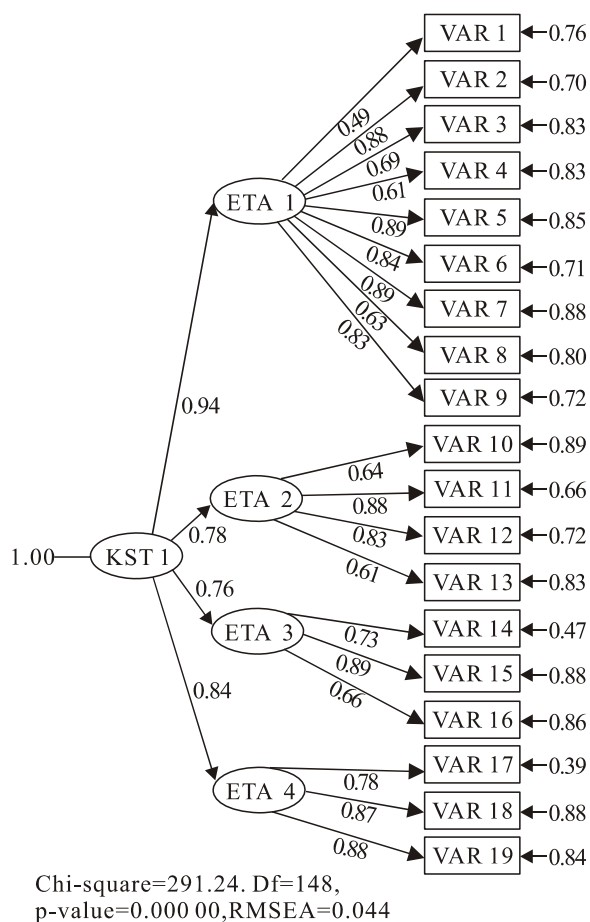 VAR 1
0.76
VAR 2
0.70
0.49
VAR 3
0.83
0.88
0.69
VAR 4
0.83
0.61
ETA 1
VAR 5
0.85
0.89
0.84
VAR 6
0.71
0.89
VAR 7
0.88
0.63
0.83
VAR 8
0.80
VAR 9
0.72
0.94
VAR 10
0.89
0.64
VAR 11
0.66
ETA 2
0.88
0.83
VAR 12
0.72
0.78
0.61
1.00
KST 1
VAR 13
0.83
0.76
VAR 14
0.47
ETA 3
0.73
0.89
VAR 15
0.88
0.66
0.84
VAR 16
0.86
VAR 17
0.39
0.78
ETA 4
0.87
VAR 18
0.88
0.88
VAR 19
0.84
Chi-square=291.24. Df=148,
p-value=0.000 00,RMSEA=0.044